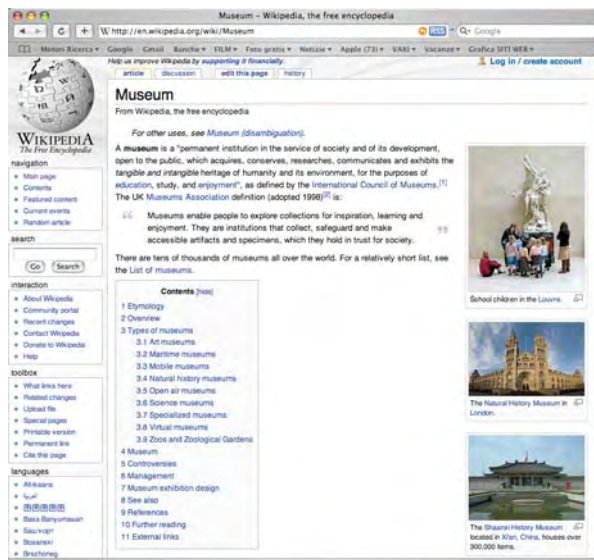 Museum – Wikipedia, the free encyclopedia
http://en.wikipedia.org/wiki/Museum
RSS
Google
Motori Ricerca Google Gmail Banche FILM Foto gratis Notizie Apple (73) VARI Vacanze Grafica SITI WEB
Help us improve Wikipedia by supporting it financially.
Log in / create account
article discussion edit this page history
WIKIPEDIA
The Free Encyclopedia
navigation
Main page
Contents
Featured content
Current events
Random article
search
Go Search
interaction
About Wikipedia
Community portal
Recent changes
Contact Wikipedia
Donate to Wikipedia
Help
toolbox
What links here
Related changes
Upload file
Special pages
Printable version
Permanent link
Cite this page
languages
Afrikaans
العربية
Basa Banyumasan
Bosanski
Brezhoneg
Museum
From Wikipedia, the free encyclopedia
For other uses, see Museum (disambiguation).
A museum is a "permanent institution in the service of society and of its development,
open to the public, which acquires, conserves, researches, communicates and exhibits the
tangible and intangible heritage of humanity and its environment, for the purposes of
education, study, and enjoyment", as defined by the International Council of Museums.[1]
The UK Museums Association definition (adopted 1998)[2] is:
Museums enable people to explore collections for inspiration, learning and
enjoyment. They are institutions that collect, safeguard and make
accessible artifacts and specimens, which they hold in trust for society.
There are tens of thousands of museums all over the world. For a relatively short list, see
the List of museums.
Contents [hide]
1 Etymology
2 Overview
3 Types of museums
3.1 Art museums
3.2 Maritime museums
3.3 Mobile museums
3.4 Natural history museums
3.5 Open air museums
3.6 Science museums
3.7 Specialized museums
3.8 Virtual museums
3.9 Zoos and Zoological Gardens
4 Museum
5 Controversies
6 Management
7 Museum exhibition design
8 See also
9 References
10 Further reading
11 External links
School children in the Louvre.
The Natural History Museum in
London.
The Shaanxi History Museum
located in Xi'an, China, houses over
300,000 items.